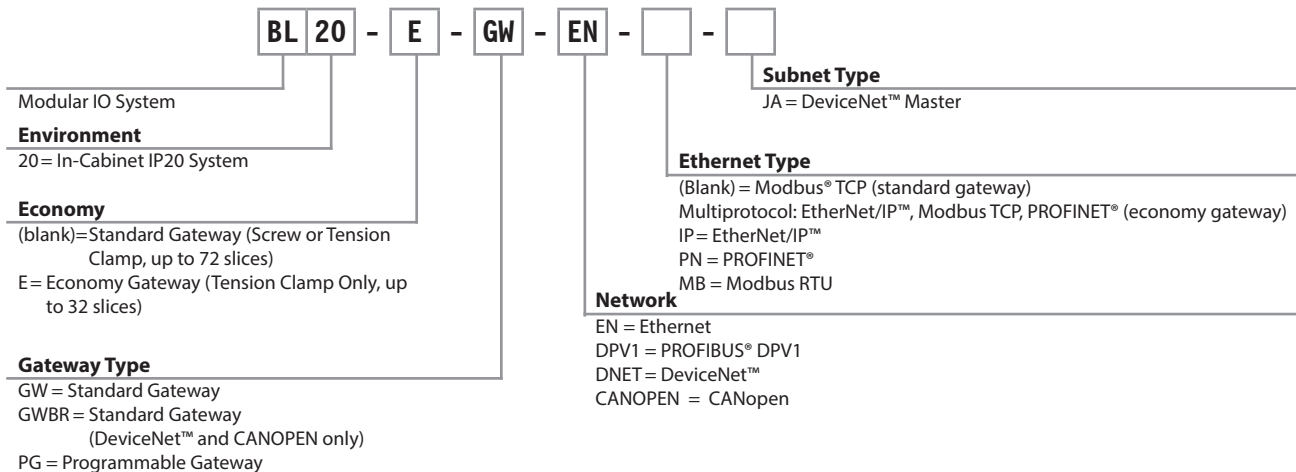 BL 20 - E - GW - EN - -
Modular IO System
Environment
20 = In-Cabinet IP20 System
Economy
(blank)=Standard Gateway (Screw or Tension
Clamp, up to 72 slices)
E = Economy Gateway (Tension Clamp Only, up
to 32 slices)
Gateway Type
GW = Standard Gateway
GWBR = Standard Gateway
(DeviceNet™ and CANOPEN only)
PG = Programmable Gateway
Subnet Type
JA = DeviceNet™ Master
Ethernet Type
(Blank) = Modbus® TCP (standard gateway)
Multiprotocol: EtherNet/IP™, Modbus TCP, PROFINET® (economy gateway)
IP = EtherNet/IP™
PN = PROFINET®
MB = Modbus RTU
Network
EN = Ethernet
DPV1 = PROFIBUS® DPV1
DNET = DeviceNet™
CANOPEN = CANopen